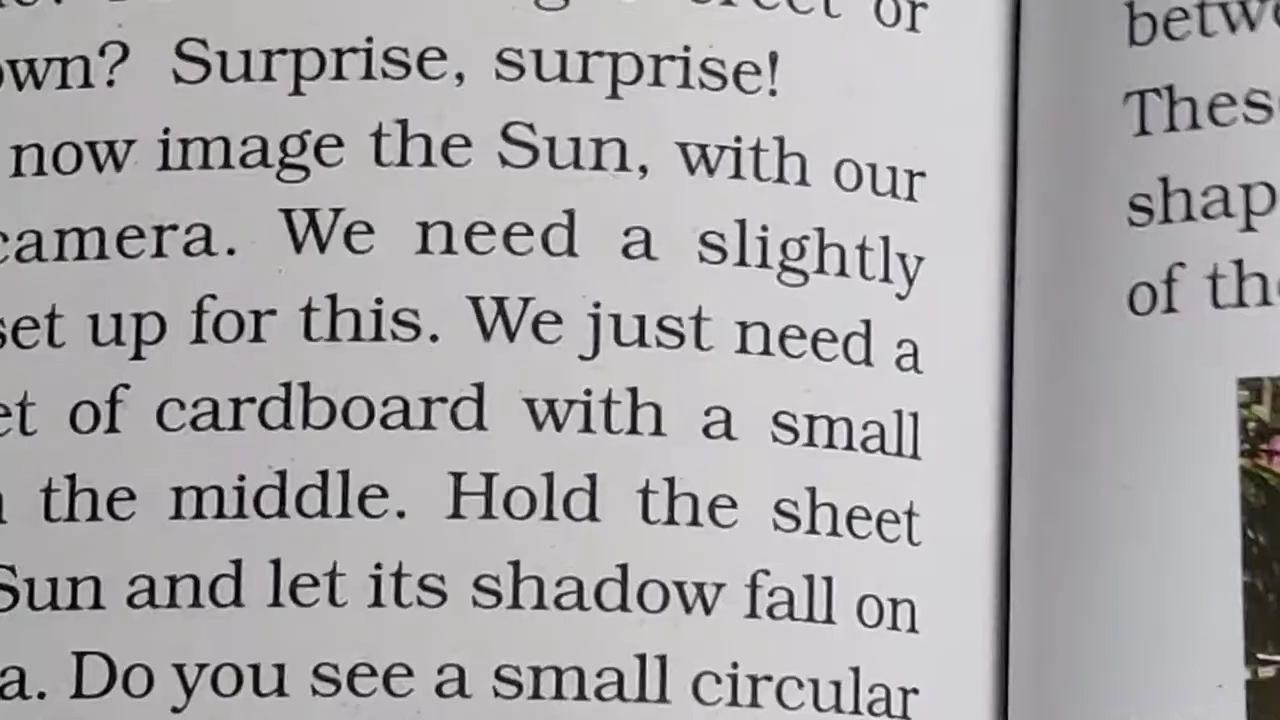 or
own? Surprise, surprise!
now image the Sun, with our
camera. We need a slightly
set up for this. We just need a
et of cardboard with a small
the middle. Hold the sheet
Sun and let its shadow fall on
a. Do you see a small circular
betwe
Thes
shap
of the